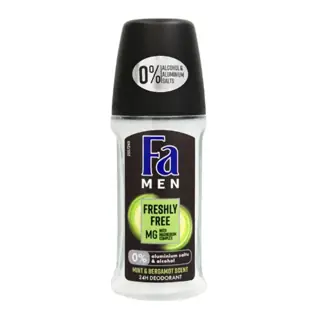 0%
ALCOHOL &
ALUMINIUM
SALTS
Fa
MEN
FRESHLY
FREE
MG WITH
MAGNESIUM
COMPLEX
0% aluminium salts
& alcohol
MINT & BERGAMOT SCENT
24H DEODORANT